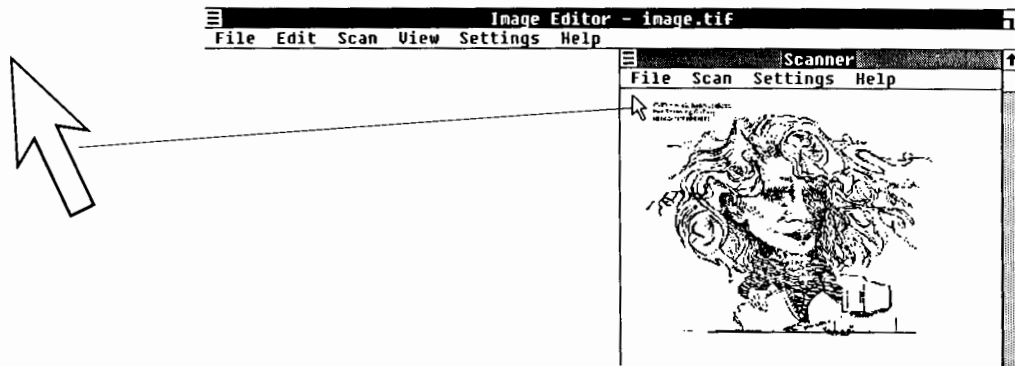 Image Editor – image.tif
File Edit Scan View Settings Help
Scanner
File Scan Settings Help